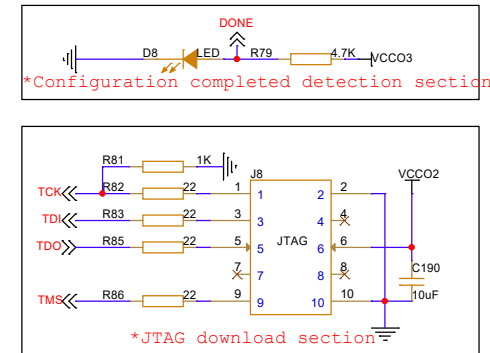 DONE
D8 LED R79 4.7K VCCO3
*Configuration completed detection section
R81 1K
J8
VCCO2
TCK R82 22 1 1 2 2
TDI R83 22 3 3 4 4
TDO R85 22 5 5 JTAG 6 6
7 7 8 8
C190
10uF
TMS R86 22 9 9 10 10
*JTAG download section